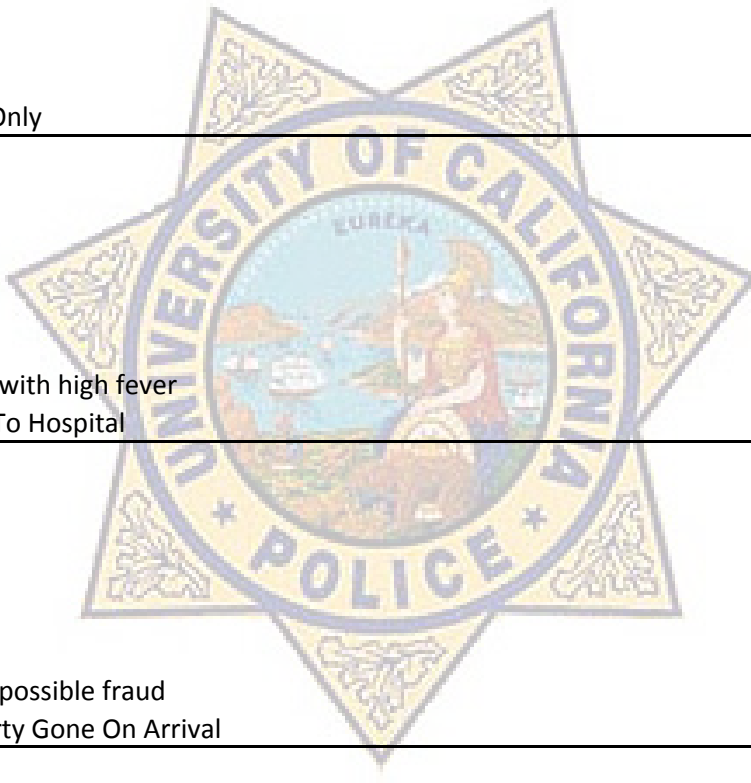 Only
UNIVERSITY OF CALIFORNIA
EUREKA
with high fever
To Hospital
POLICE
possible fraud
rty Gone On Arrival